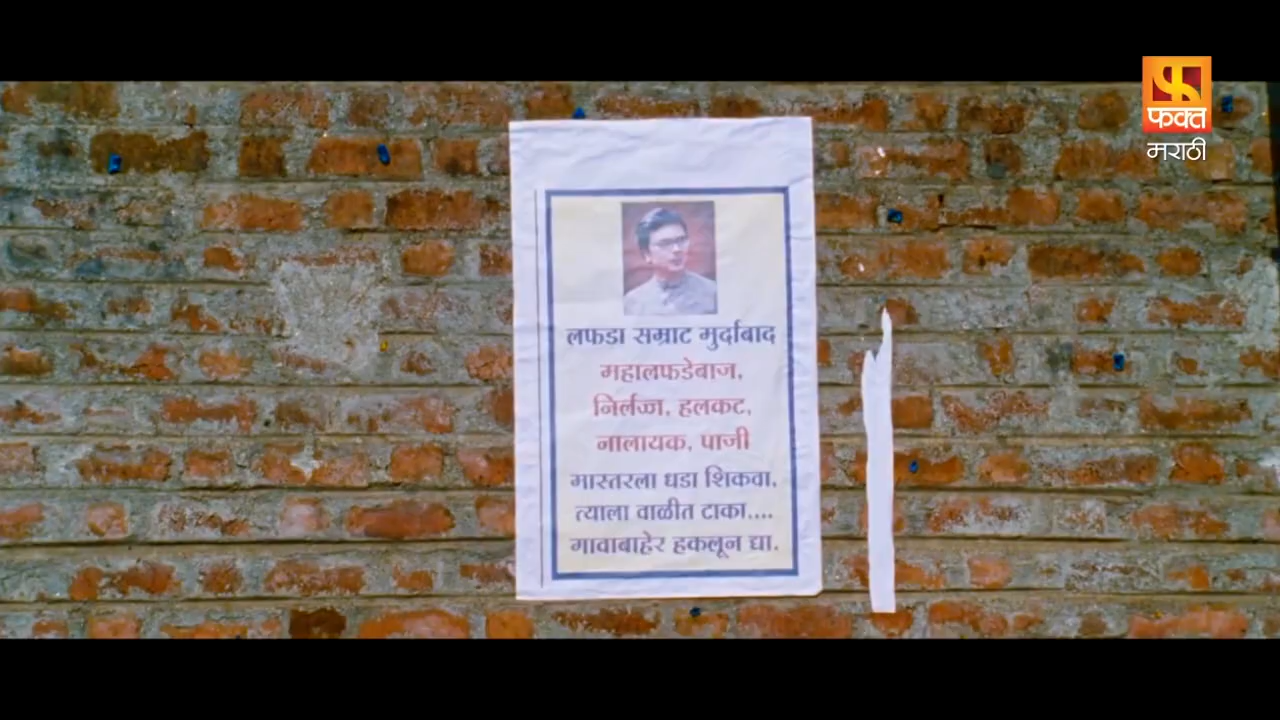 फक्त
मराठी
लफडा सम्राट मुर्दाबाद
महालफडेबाज,
निर्लज्ज, हलकट,
नालायक, पाजी
मास्तरला धडा शिकवा,
त्याला वाळीत टाका....
गावाबाहेर हकलून द्या.